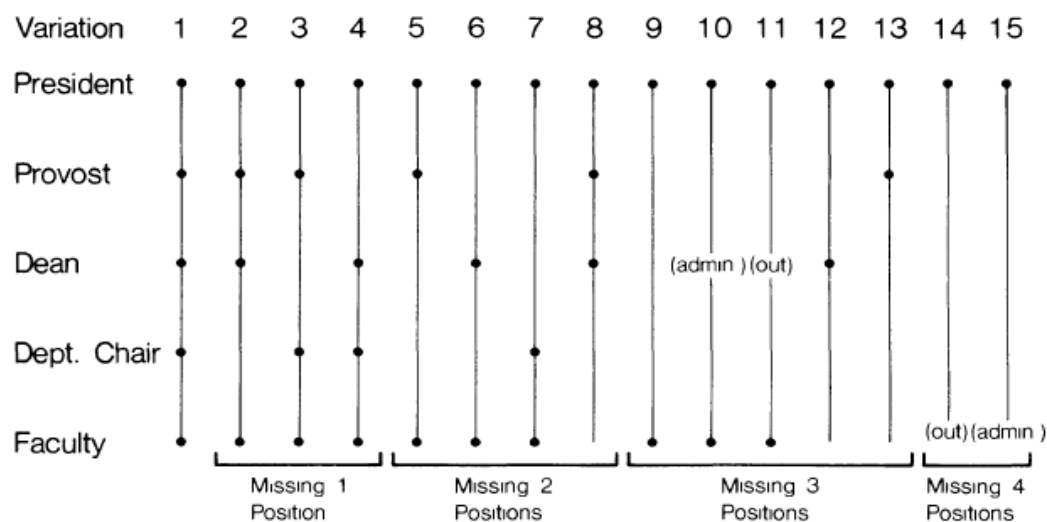 Variation 1 2 3 4 5 6 7 8 9 10 11 12 13 14 15
President
Provost
Dean (admin) (out)
Dept. Chair
Faculty (out) (admin)
Missing 1 Missing 2 Missing 3 Missing 4
Position Positions Positions Positions